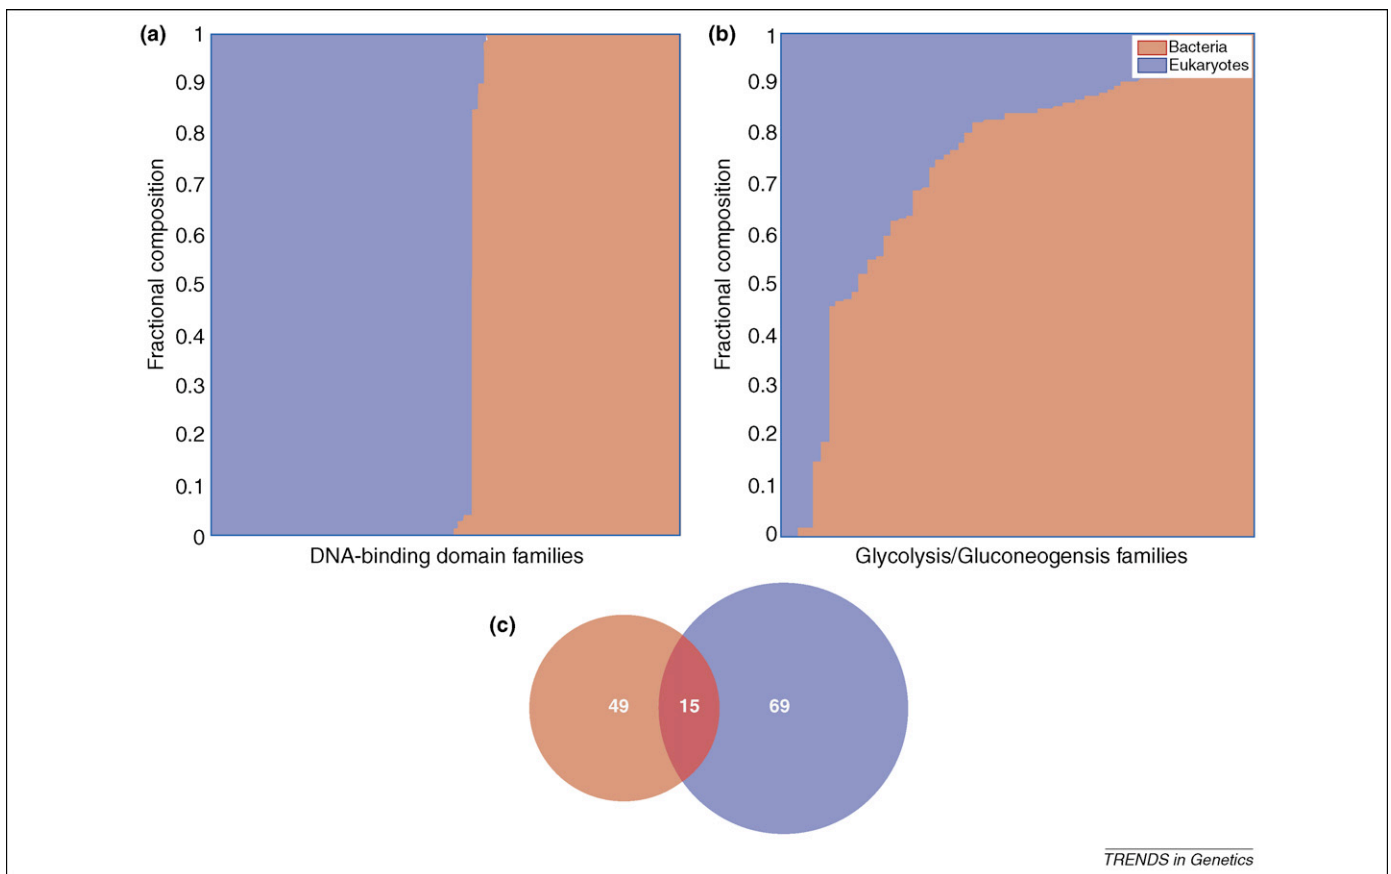 (a)
1
0.9
0.8
0.7
0.6
0.5
0.4
0.3
0.2
0.1
0
Fractional composition
DNA-binding domain families
(b)
1
0.9
0.8
0.7
0.6
0.5
0.4
0.3
0.2
0.1
0
Fractional composition
Bacteria
Eukaryotes
Glycolysis/Gluconeogensis families
(c)
49
15
69
TRENDS in Genetics